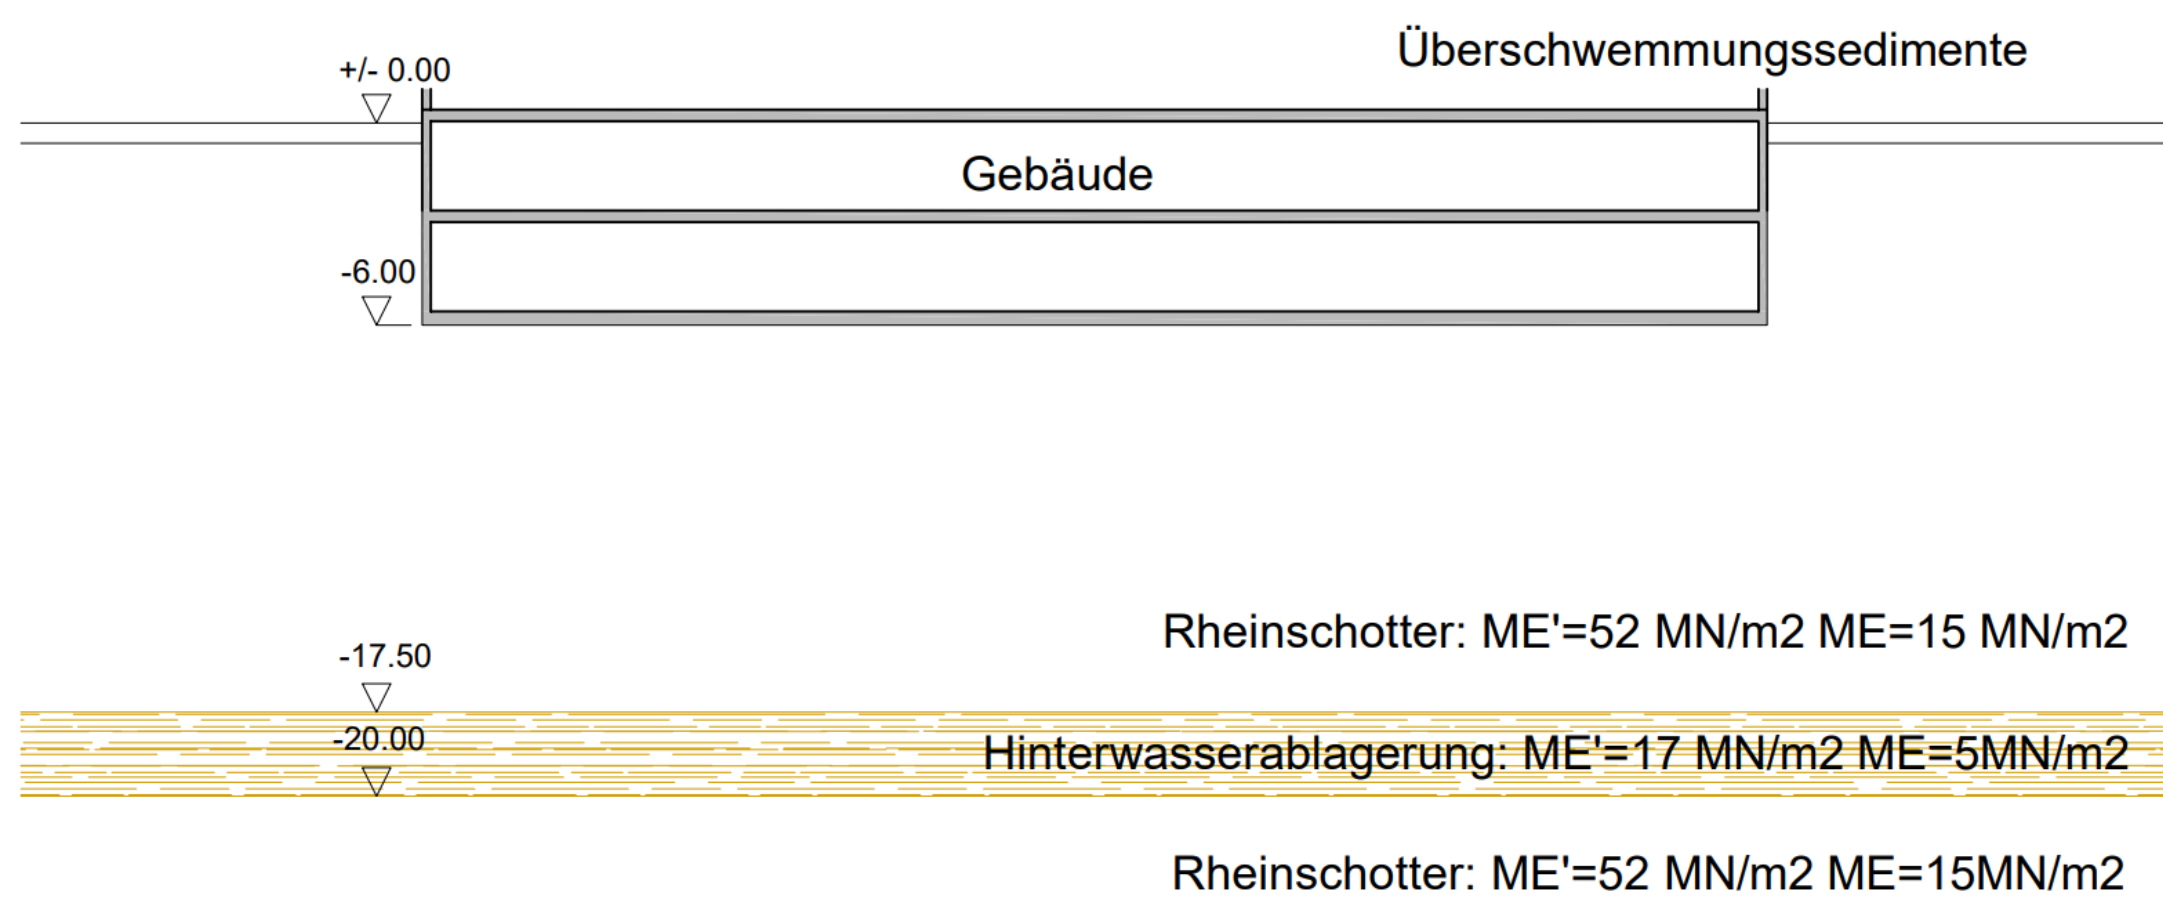 Überschwemmungssedimente
+/- 0.00
Gebäude
-6.00
Rheinschotter: ME'=52 MN/m2 ME=15 MN/m2
-17.50
-20.00
Hinterwasserablagerung: ME'=17 MN/m2 ME=5MN/m2
Rheinschotter: ME'=52 MN/m2 ME=15MN/m2